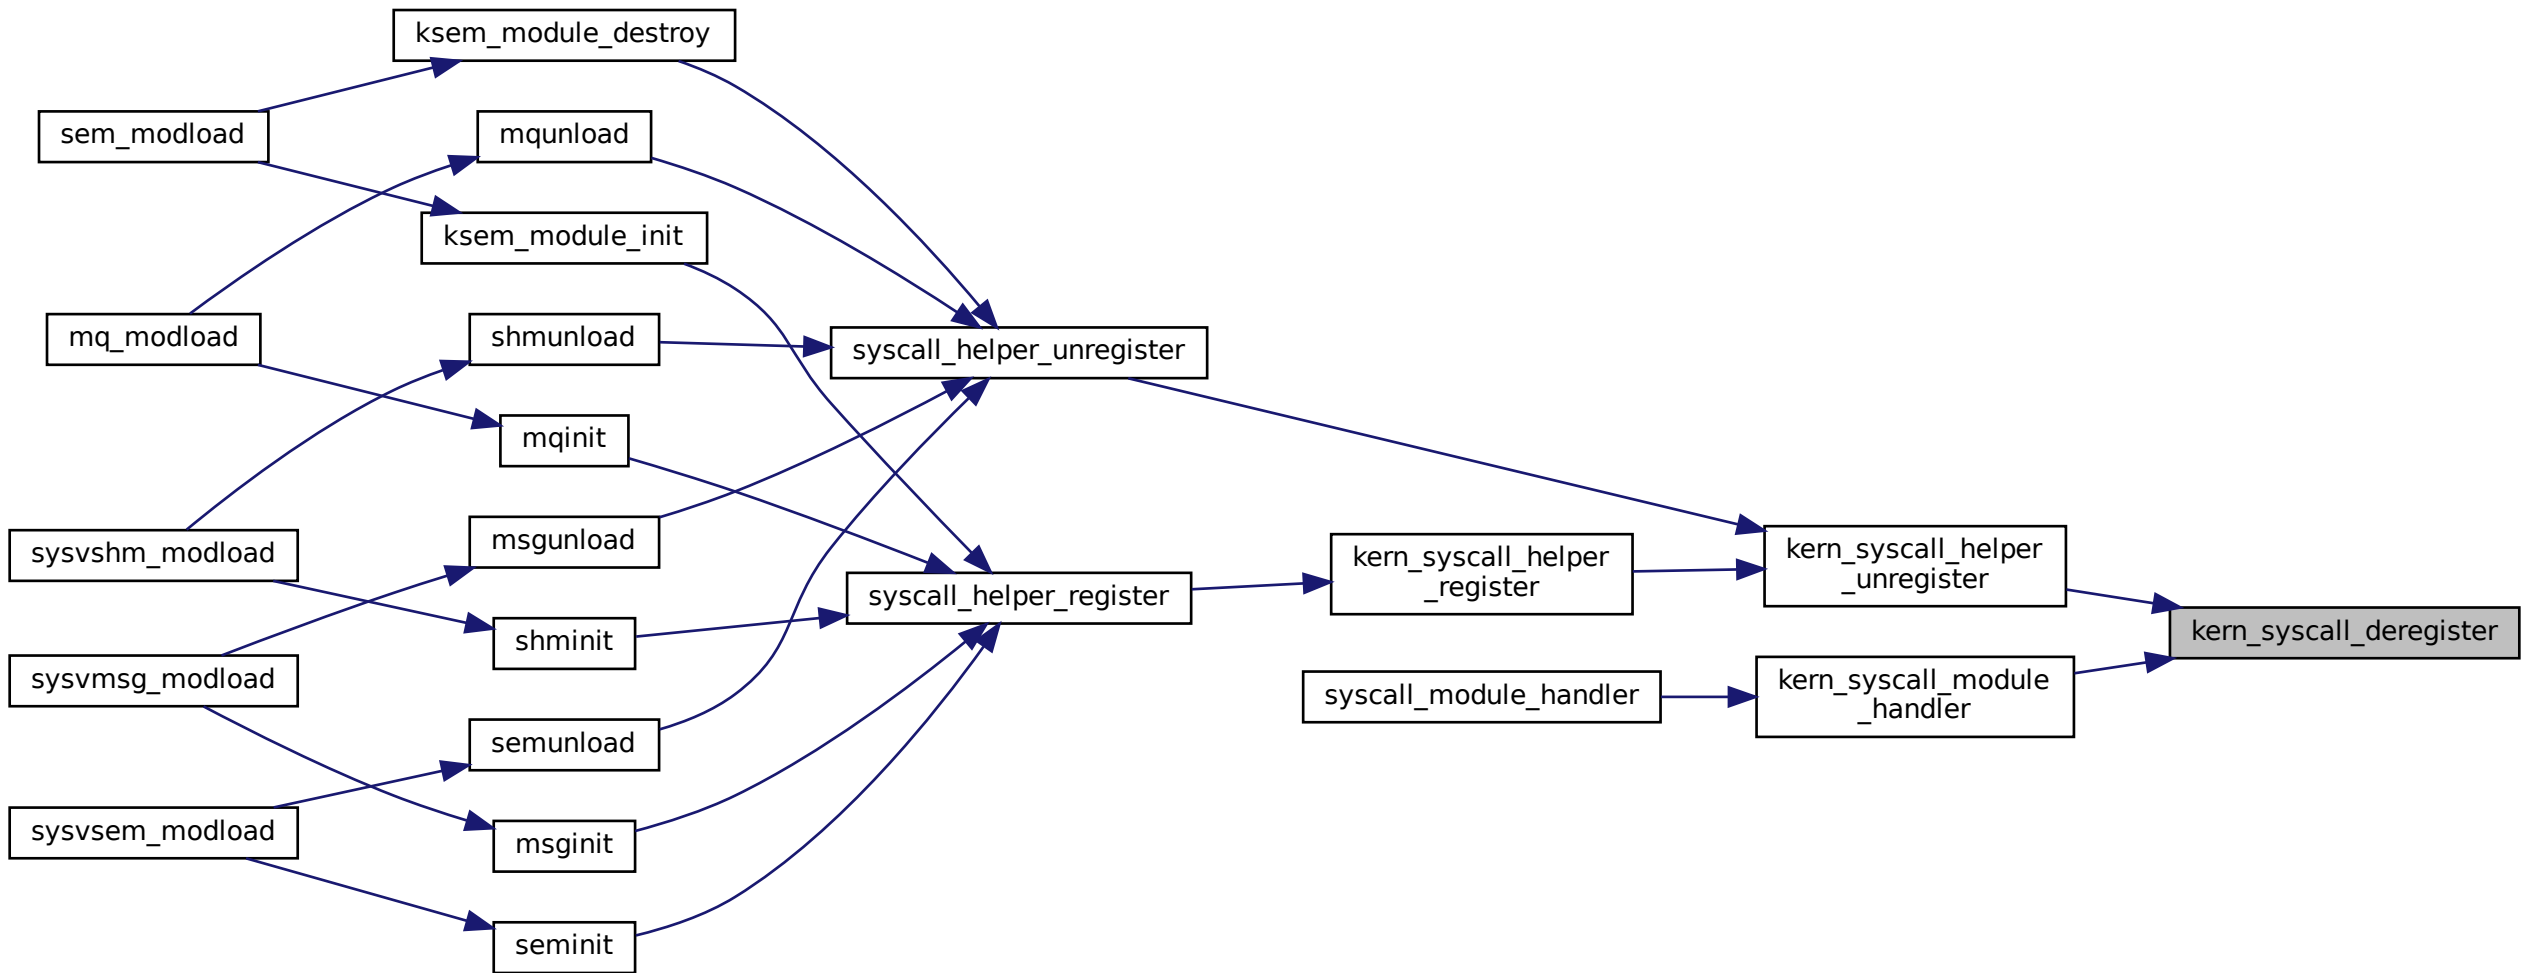 ksem_module_destroy
sem_modload
mqunload
ksem_module_init
mq_modload
shmunload
syscall_helper_unregister
mqinit
sysvshm_modload
msgunload
kern_syscall_helper
_register
kern_syscall_helper
_unregister
syscall_helper_register
shminit
kern_syscall_deregister
sysvmsg_modload
syscall_module_handler
kern_syscall_module
_handler
semunload
sysvsem_modload
msginit
seminit